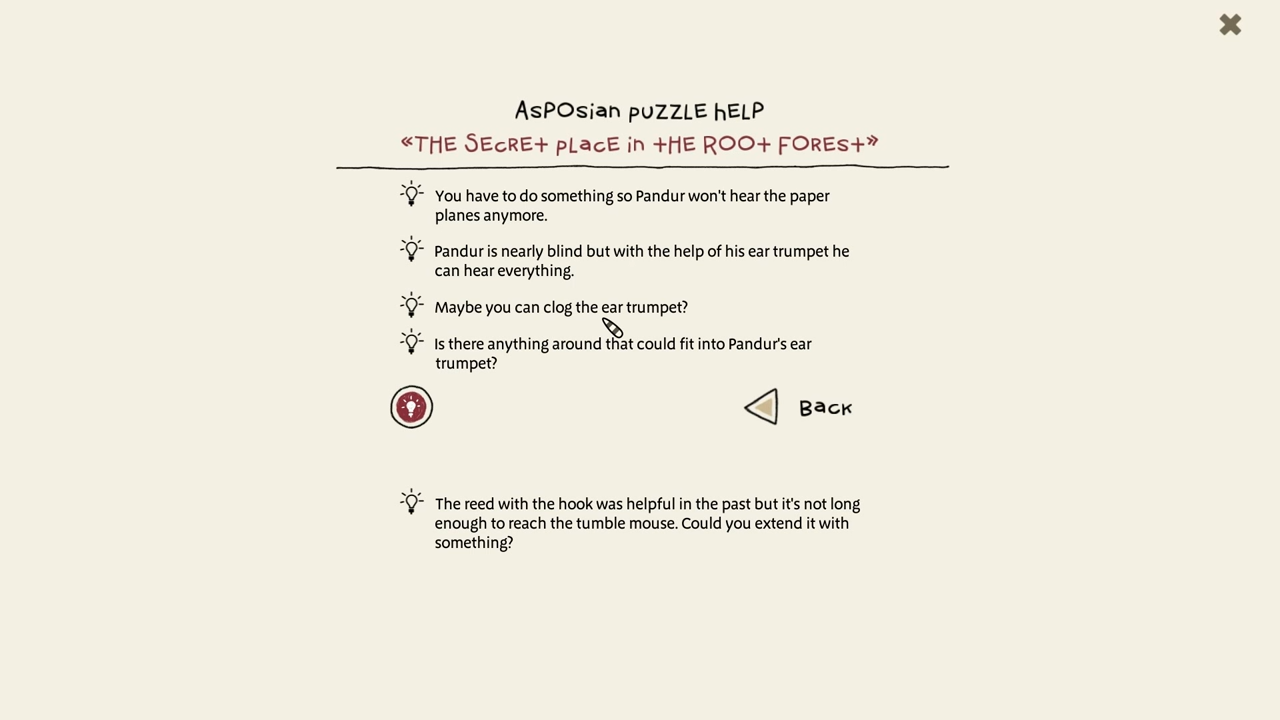 AsPOsian PUZZLE hELP
«THE SEcREt pLacE in tHE ROOt FOREst»
You have to do something so Pandur won't hear the paper
planes anymore.
Pandur is nearly blind but with the help of his ear trumpet he
can hear everything.
Maybe you can clog the ear trumpet?
Is there anything around that could fit into Pandur's ear
trumpet?
Back
The reed with the hook was helpful in the past but it's not long
enough to reach the tumble mouse. Could you extend it with
something?